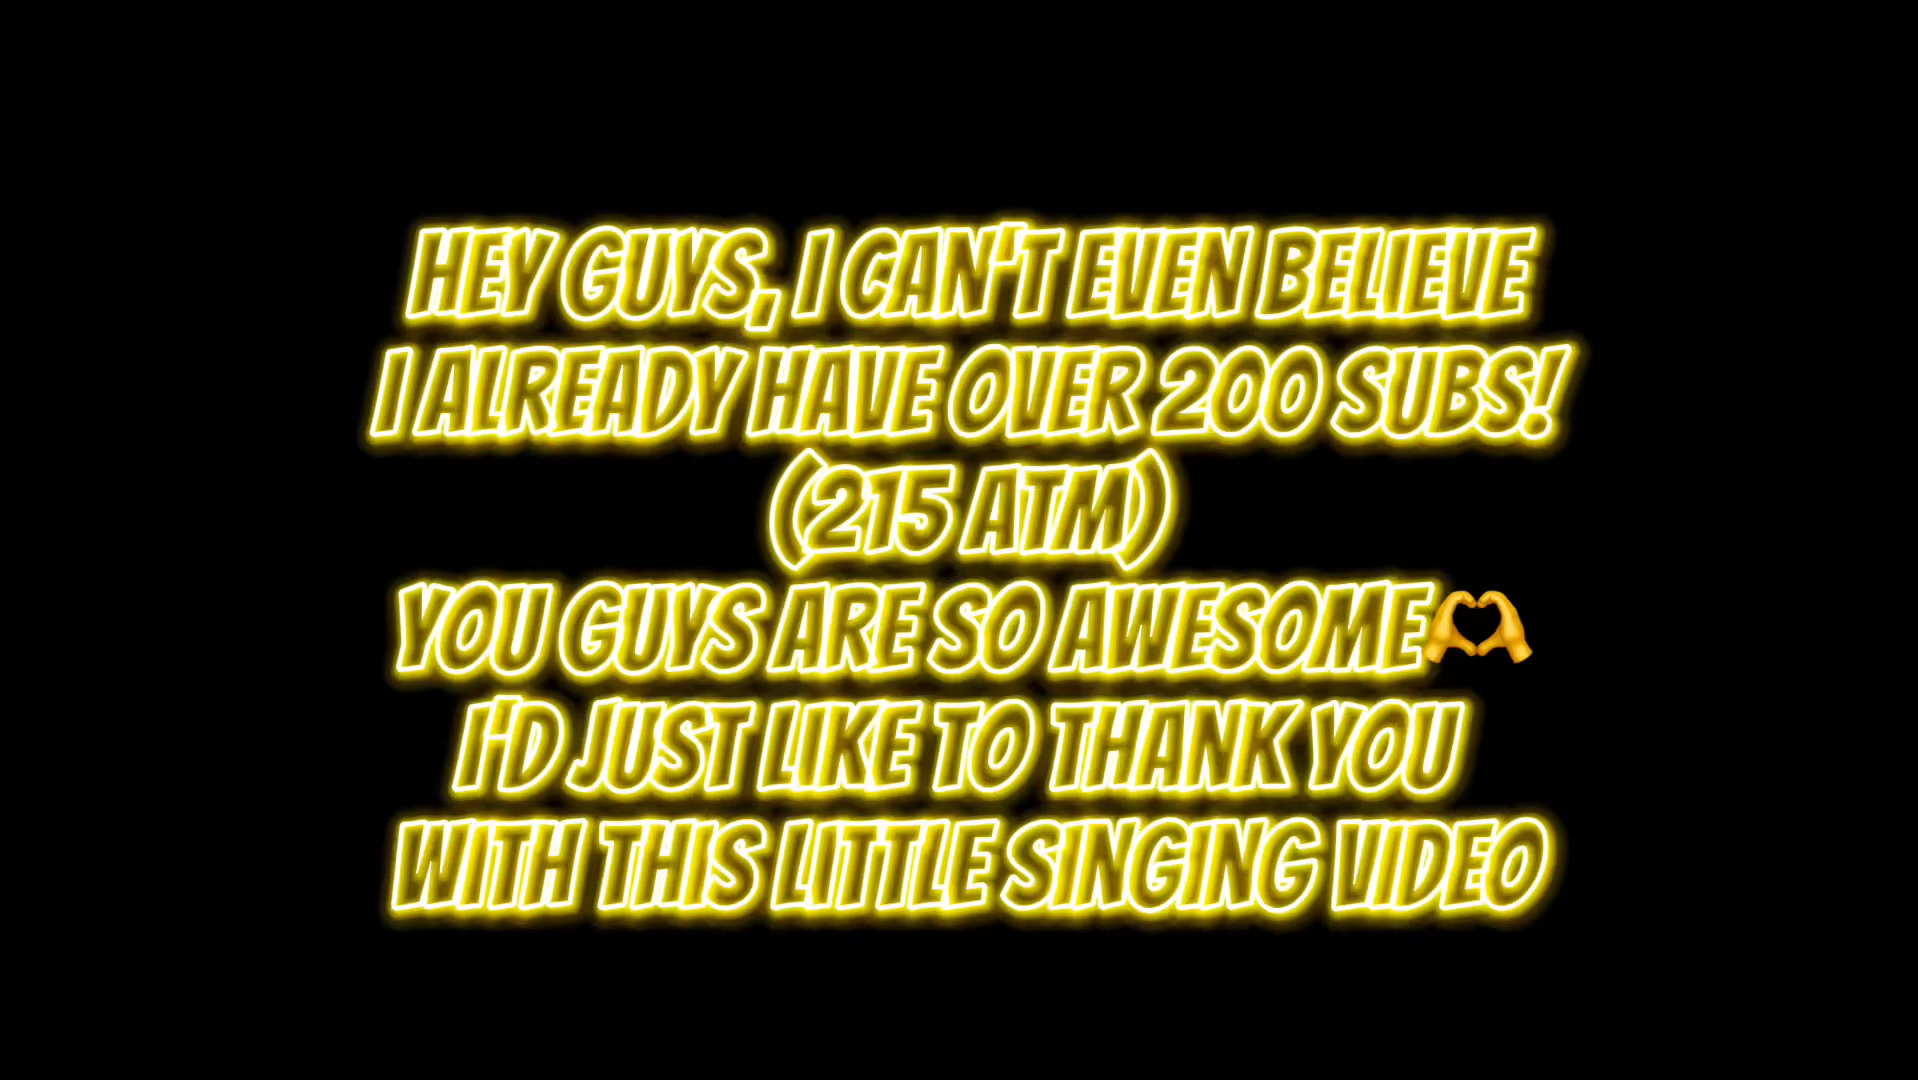 HEY GUYS, I CAN'T EVEN BELIEVE
I ALREADY HAVE OVER 200 SUBS!
(215 ATM)
YOU GUYS ARE SO AWESOME🫶
I'D JUST LIKE TO THANK YOU
WITH THIS LITTLE SINGING VIDEO